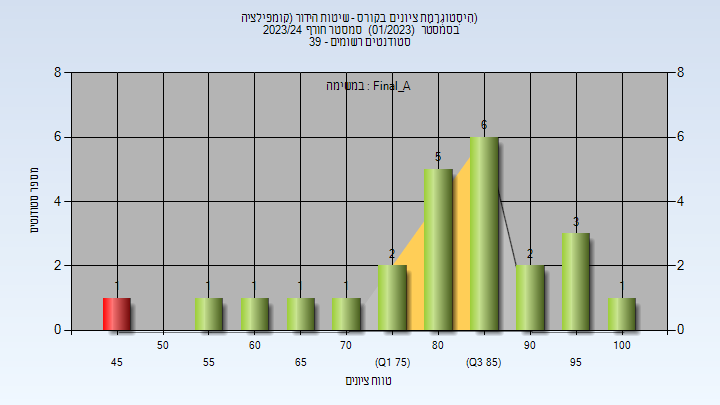 היסטוגרמת ציונים בקורס - שיטות הידור (קומפילציה)
בסמסטר (01/2023) סמסטר חורף 2023/24
סטודנטים רשומים - 39
במשימה : Final_A
8 8
6 6
4 4
2 2
0 0
מספר סטודנטים
1 1 1 1 1 2 5 6 2 3 1
50 60 70 80 90 100
45 55 65 (Q1 75) (Q3 85) 95
טווח ציונים